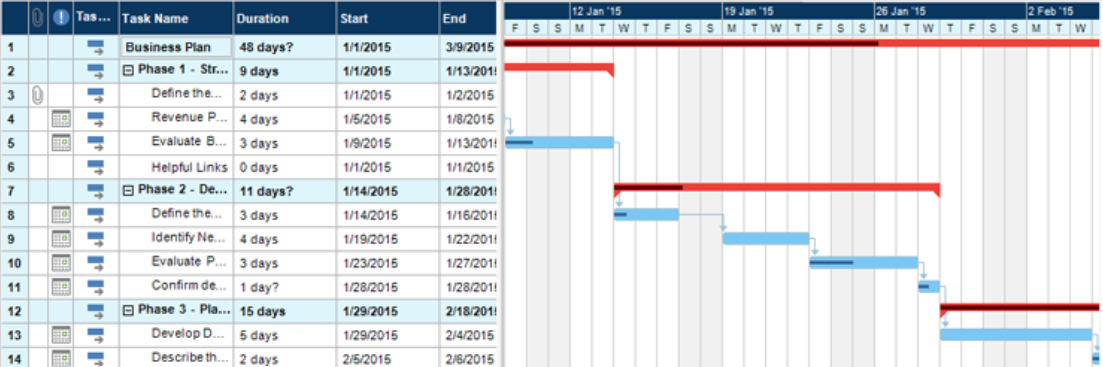 Tas... Task Name Duration Start End 12 Jan '15 19 Jan '15 26 Jan '15 2 Feb '15
F S S M T W T F S S M T W T F S S M T W T F S S M T W
1 Business Plan 48 days? 1/1/2015 3/9/2015
2 Phase 1 - Str... 9 days 1/1/2015 1/13/201
3 Define the... 2 days 1/1/2015 1/2/2015
4 Revenue P... 4 days 1/5/2015 1/8/2015
5 Evaluate B... 3 days 1/9/2015 1/13/201
6 Helpful Links 0 days 1/1/2015 1/1/2015
7 Phase 2 - De... 11 days? 1/14/2015 1/28/201
8 Define the... 3 days 1/14/2015 1/16/201
9 Identify Ne... 4 days 1/19/2015 1/22/201
10 Evaluate P... 3 days 1/23/2015 1/27/201
11 Confirm de... 1 day? 1/28/2015 1/28/201
12 Phase 3 - Pla... 15 days 1/29/2015 2/18/201
13 Develop D... 5 days 1/29/2015 2/4/2015
14 Describe th... 2 days 2/5/2015 2/6/2015